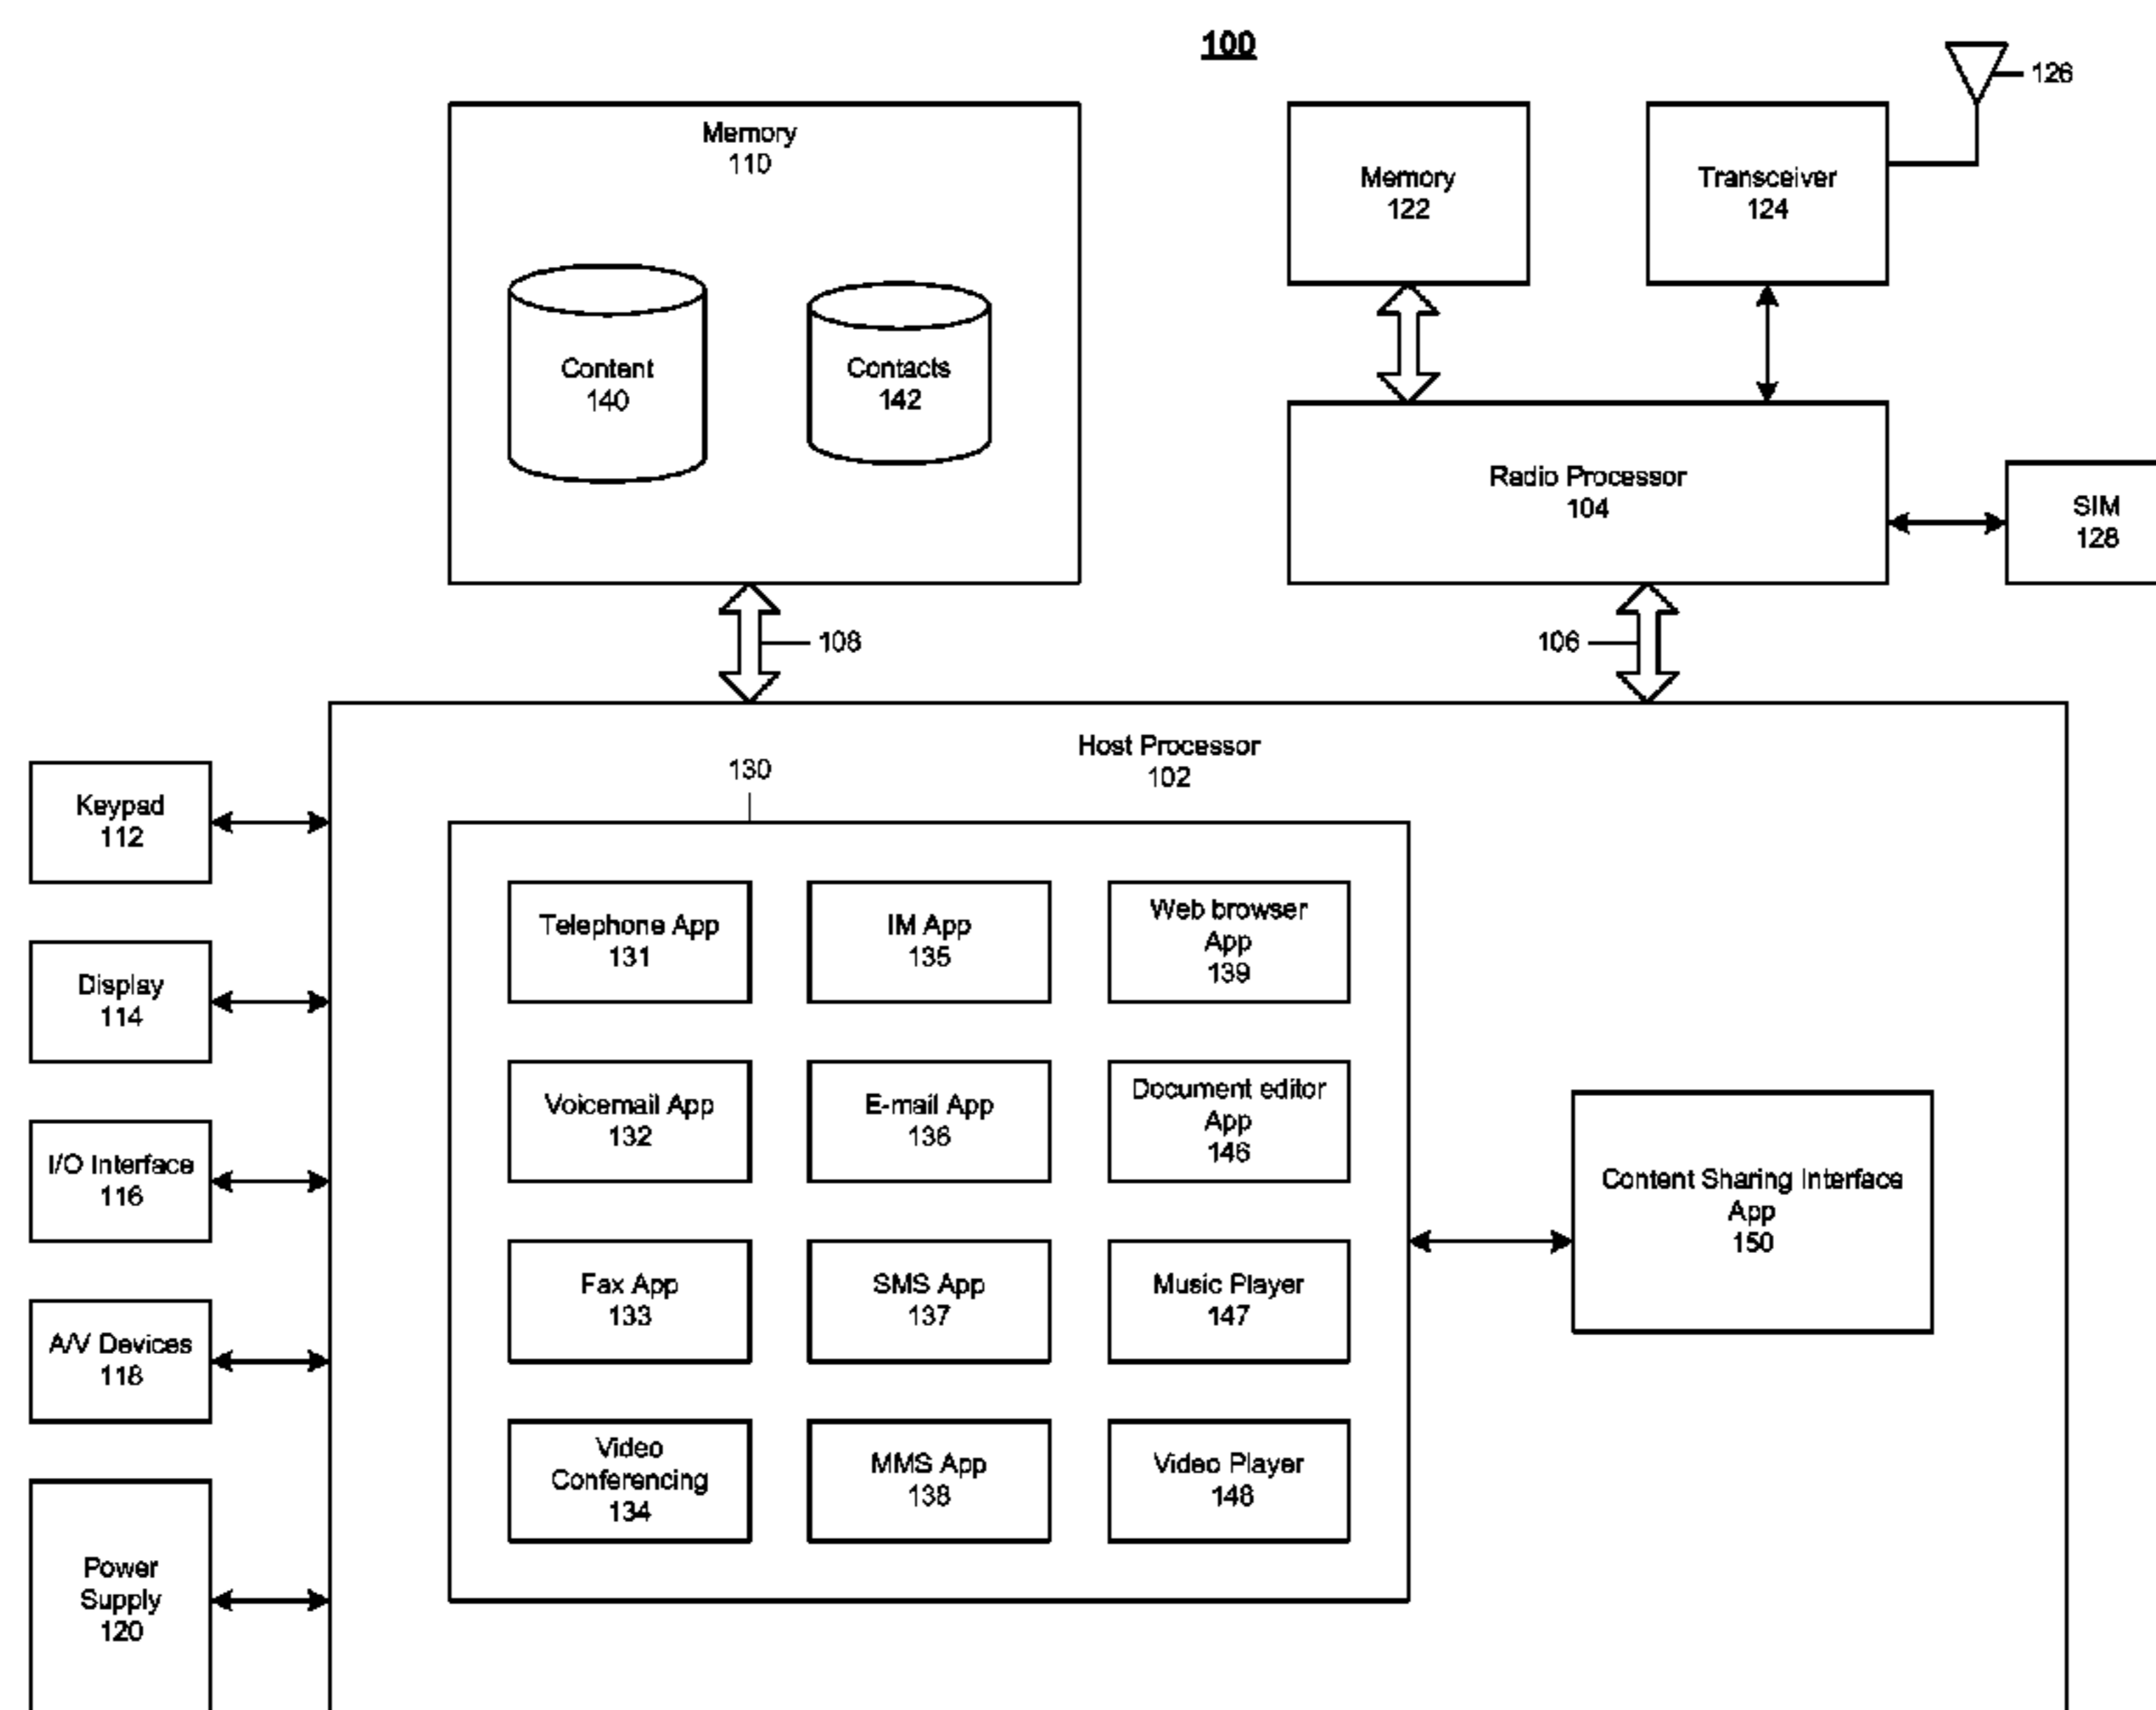 100
126
Memory
110
Memory
122
Transceiver
124
Content
140
Contacts
142
Radio Processor
104
SIM
128
108
106
Host Processor
102
130
Keypad
112
Display
114
I/O Interface
116
A/V Devices
118
Power
Supply
120
Telephone App
131
IM App
135
Web browser
App
139
Voicemail App
132
E-mail App
136
Document editor
App
146
Fax App
133
SMS App
137
Music Player
147
Video
Conferencing
134
MMS App
138
Video Player
148
Content Sharing Interface
App
150